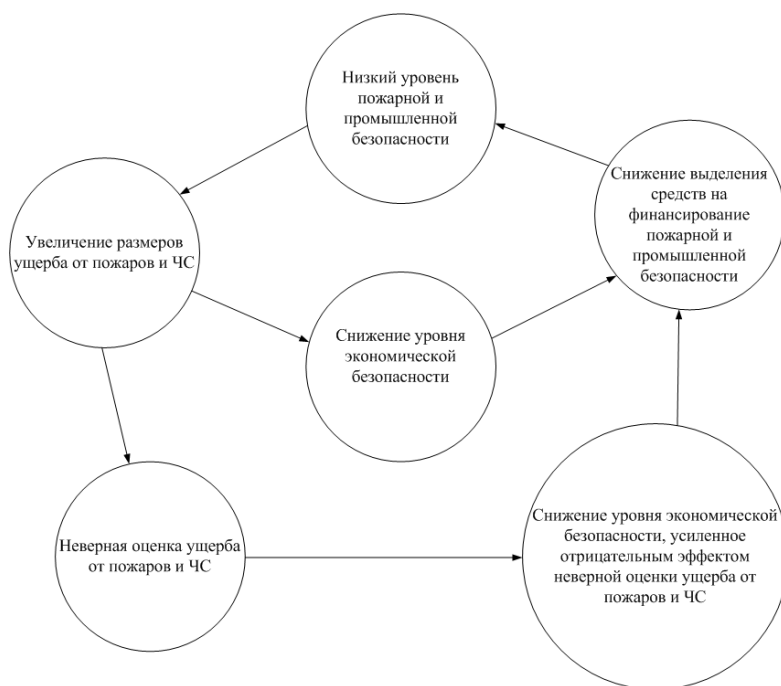 Низкий уровень
пожарной и
промышленной
безопасности
Снижение выделения
средств на
финансирование
пожарной и
промышленной
безопасности
Увеличение размеров
ущерба от пожаров и ЧС
Снижение уровня
экономической
безопасности
Неверная оценка ущерба
от пожаров и ЧС
Снижение уровня экономической
безопасности, усиленное
отрицательным эффектом
неверной оценки ущерба от
пожаров и ЧС